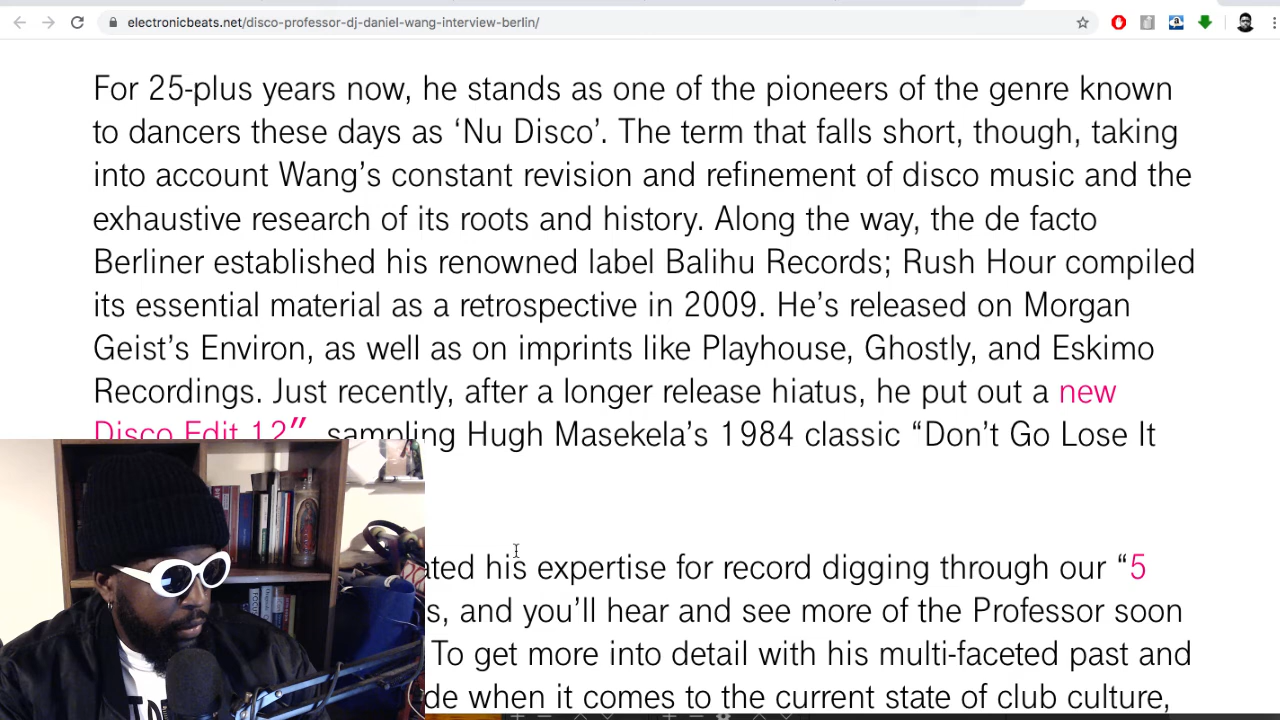 electronicbeats.net/disco-professor-dj-daniel-wang-interview-berlin/
For 25-plus years now, he stands as one of the pioneers of the genre known
to dancers these days as ‘Nu Disco’. The term that falls short, though, taking
into account Wang’s constant revision and refinement of disco music and the
exhaustive research of its roots and history. Along the way, the de facto
Berliner established his renowned label Balihu Records; Rush Hour compiled
its essential material as a retrospective in 2009. He’s released on Morgan
Geist’s Environ, as well as on imprints like Playhouse, Ghostly, and Eskimo
Recordings. Just recently, after a longer release hiatus, he put out a new
Disco Edit 12″, sampling Hugh Masekela’s 1984 classic “Don’t Go Lose It
his expertise for record digging through our “5
and you’ll hear and see more of the Professor soon
To get more into detail with his multi-faceted past and
when it comes to the current state of club culture,